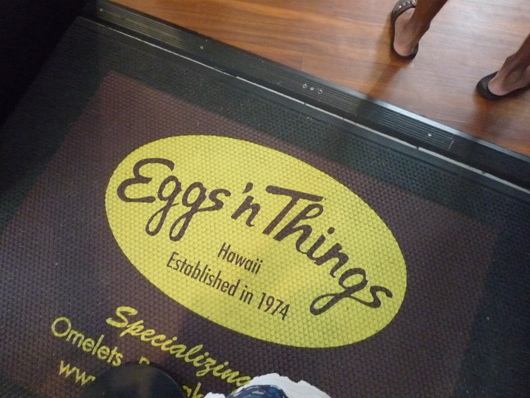 Eggs 'n Things
Hawaii
Established in 1974
Specializing
Omelets